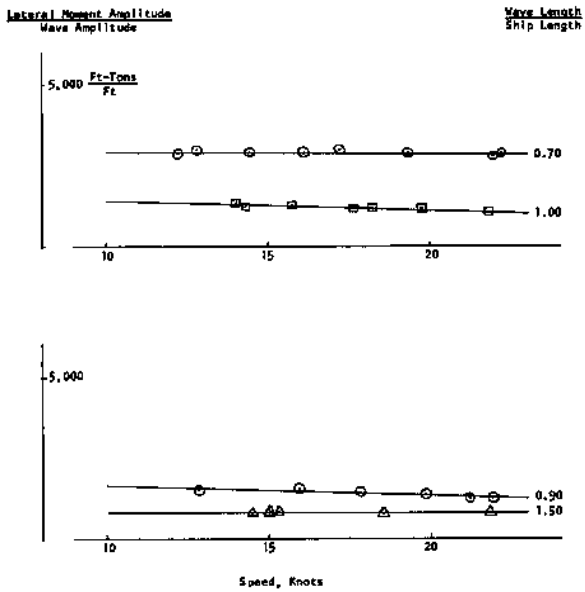 Lateral Moment Amplitude
Wave Amplitude
Wave Length
Ship Length
5,000 Ft-Tons
Ft
0.70
1.00
10 15 20
5,000
0.90
1.50
10 15 20
Speed, Knots